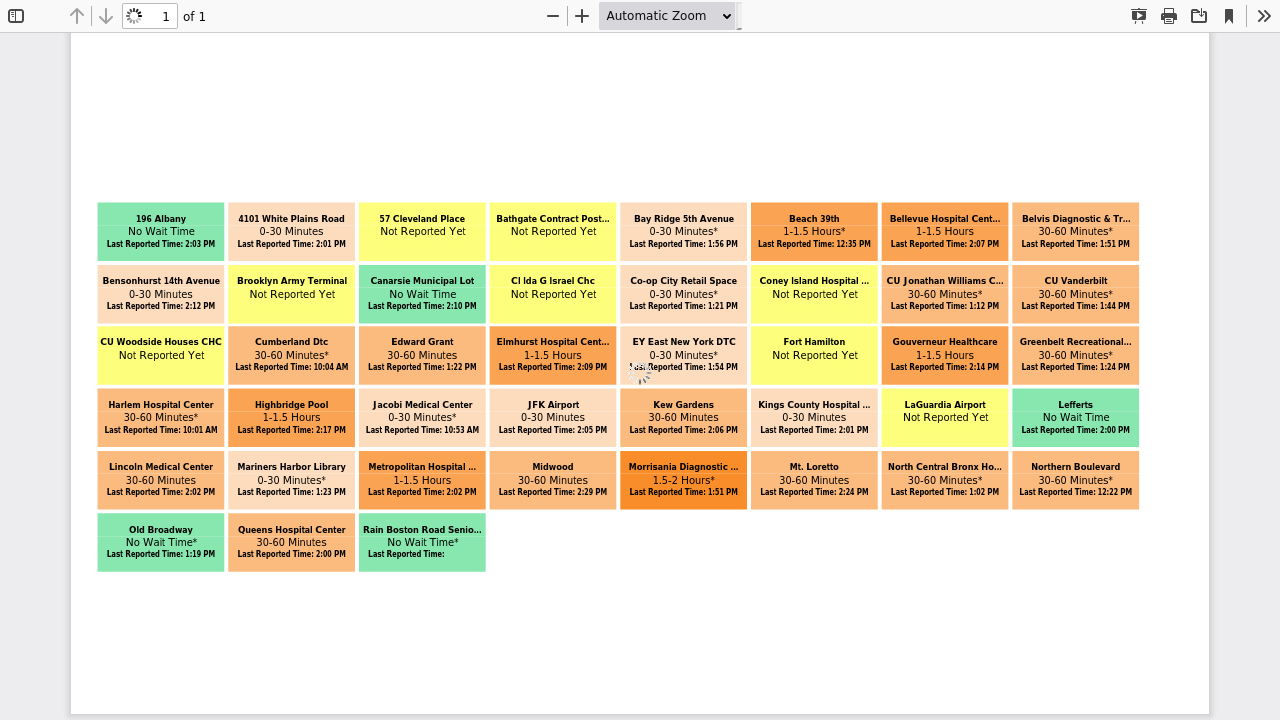 1 of 1 Automatic Zoom
196 Albany
No Wait Time
Last Reported Time: 2:03 PM
4101 White Plains Road
0-30 Minutes
Last Reported Time: 2:01 PM
57 Cleveland Place
Not Reported Yet
Bathgate Contract Post...
Not Reported Yet
Bay Ridge 5th Avenue
0-30 Minutes*
Last Reported Time: 1:56 PM
Beach 39th
1-1.5 Hours*
Last Reported Time: 12:35 PM
Bellevue Hospital Cent...
1-1.5 Hours
Last Reported Time: 2:07 PM
Belvis Diagnostic & Tr...
30-60 Minutes*
Last Reported Time: 1:51 PM
Bensonhurst 14th Avenue
0-30 Minutes
Last Reported Time: 2:12 PM
Brooklyn Army Terminal
Not Reported Yet
Canarsie Municipal Lot
No Wait Time
Last Reported Time: 2:10 PM
CI Ida G Israel Chc
Not Reported Yet
Co-op City Retail Space
0-30 Minutes*
Last Reported Time: 1:21 PM
Coney Island Hospital ...
Not Reported Yet
CU Jonathan Williams C...
30-60 Minutes*
Last Reported Time: 1:12 PM
CU Vanderbilt
30-60 Minutes*
Last Reported Time: 1:44 PM
CU Woodside Houses CHC
Not Reported Yet
Cumberland Dtc
30-60 Minutes*
Last Reported Time: 10:04 AM
Edward Grant
30-60 Minutes
Last Reported Time: 1:22 PM
Elmhurst Hospital Cent...
1-1.5 Hours
Last Reported Time: 2:09 PM
EY East New York DTC
0-30 Minutes*
Last Reported Time: 1:54 PM
Fort Hamilton
Not Reported Yet
Gouverneur Healthcare
1-1.5 Hours
Last Reported Time: 2:14 PM
Greenbelt Recreational...
30-60 Minutes*
Last Reported Time: 1:24 PM
Harlem Hospital Center
30-60 Minutes*
Last Reported Time: 10:01 AM
Highbridge Pool
1-1.5 Hours
Last Reported Time: 2:17 PM
Jacobi Medical Center
0-30 Minutes*
Last Reported Time: 10:53 AM
JFK Airport
0-30 Minutes
Last Reported Time: 2:05 PM
Kew Gardens
30-60 Minutes
Last Reported Time: 2:06 PM
Kings County Hospital ...
0-30 Minutes
Last Reported Time: 2:01 PM
LaGuardia Airport
Not Reported Yet
Lefferts
No Wait Time
Last Reported Time: 2:00 PM
Lincoln Medical Center
30-60 Minutes
Last Reported Time: 2:02 PM
Mariners Harbor Library
0-30 Minutes*
Last Reported Time: 1:23 PM
Metropolitan Hospital ...
1-1.5 Hours
Last Reported Time: 2:02 PM
Midwood
30-60 Minutes
Last Reported Time: 2:29 PM
Morrisania Diagnostic ...
1.5-2 Hours*
Last Reported Time: 1:51 PM
Mt. Loretto
30-60 Minutes
Last Reported Time: 2:24 PM
North Central Bronx Ho...
30-60 Minutes*
Last Reported Time: 1:02 PM
Northern Boulevard
30-60 Minutes*
Last Reported Time: 12:22 PM
Old Broadway
No Wait Time*
Last Reported Time: 1:19 PM
Queens Hospital Center
30-60 Minutes
Last Reported Time: 2:00 PM
Rain Boston Road Senio...
No Wait Time*
Last Reported Time: